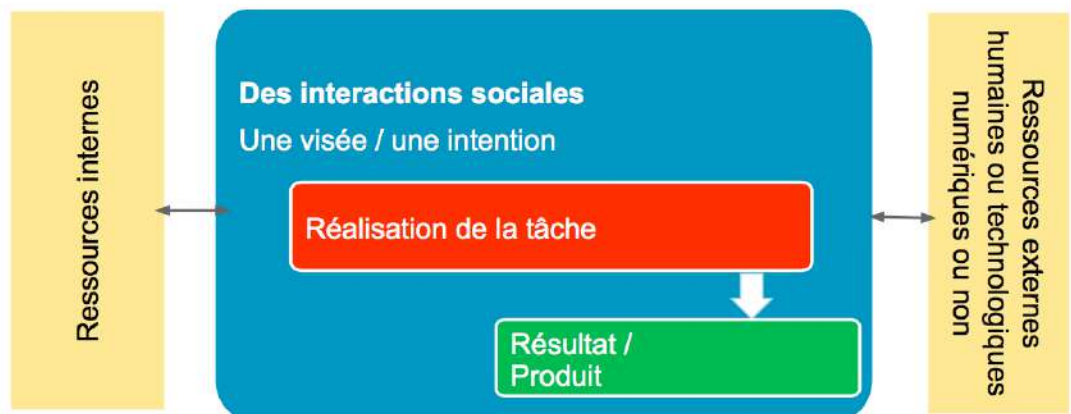 Ressources internes
Des interactions sociales
Une visée / une intention
Réalisation de la tâche
Résultat /
Produit
Ressources externes
humaines ou technologiques
numériques ou non